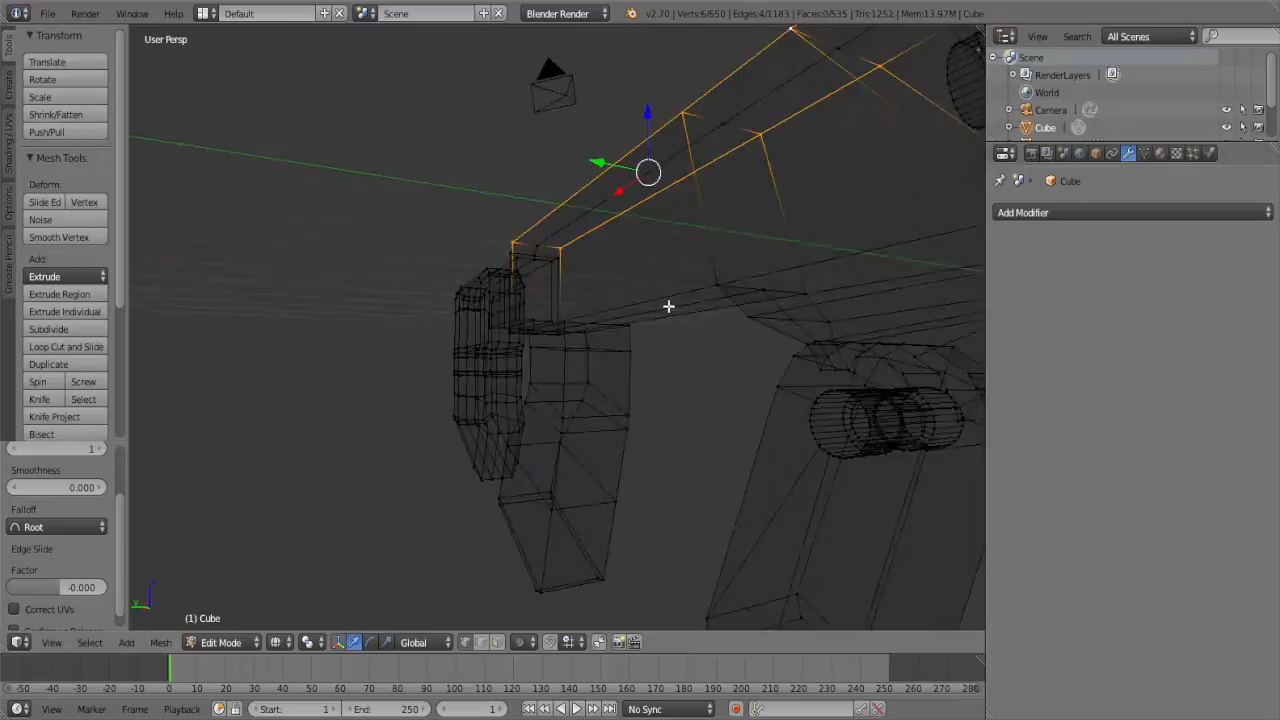 File Render Window Help Default Scene Blender Render v2.70 | Verts:6/650 | Edges:4/1183 | Faces:0/535 | Tris:1252 | Mem:13.97M | Cube
Transform
Translate
Rotate
Scale
Shrink/Fatten
Push/Pull
Mesh Tools
Deform:
Slide Ed Vertex
Noise
Smooth Vertex
Add:
Extrude
Extrude Region
Extrude Individual
Subdivide
Loop Cut and Slide
Duplicate
Spin Screw
Knife Select
Knife Project
Bisect
1
Smoothness
0.000
Falloff
Root
Edge Slide
Factor
-0.000
Correct UVs
Tools
Create
Shading / UVs
Options
Grease Pencil
User Persp
(1) Cube
View Search All Scenes
Scene
RenderLayers
World
Camera
Cube
Cube
Add Modifier
View Select Add Mesh Edit Mode Global
-50 -40 -30 -20 -10 0 10 20 30 40 50 60 70 80 90 100 110 120 130 140 150 160 170 180 190 200 210 220 230 240 250 260 270 280
View Marker Frame Playback Start: 1 End: 250 1 No Sync